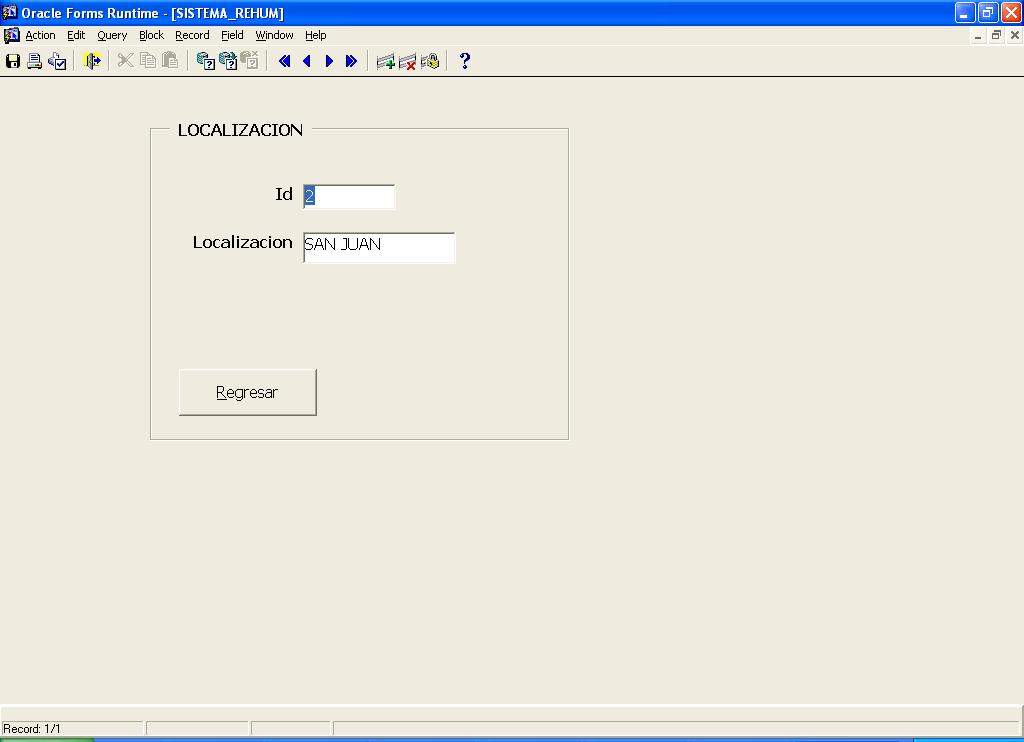 Oracle Forms Runtime - [SISTEMA_REHUM]
Action Edit Query Block Record Field Window Help
LOCALIZACION
Id 2
Localizacion SAN JUAN
Regresar
Record: 1/1